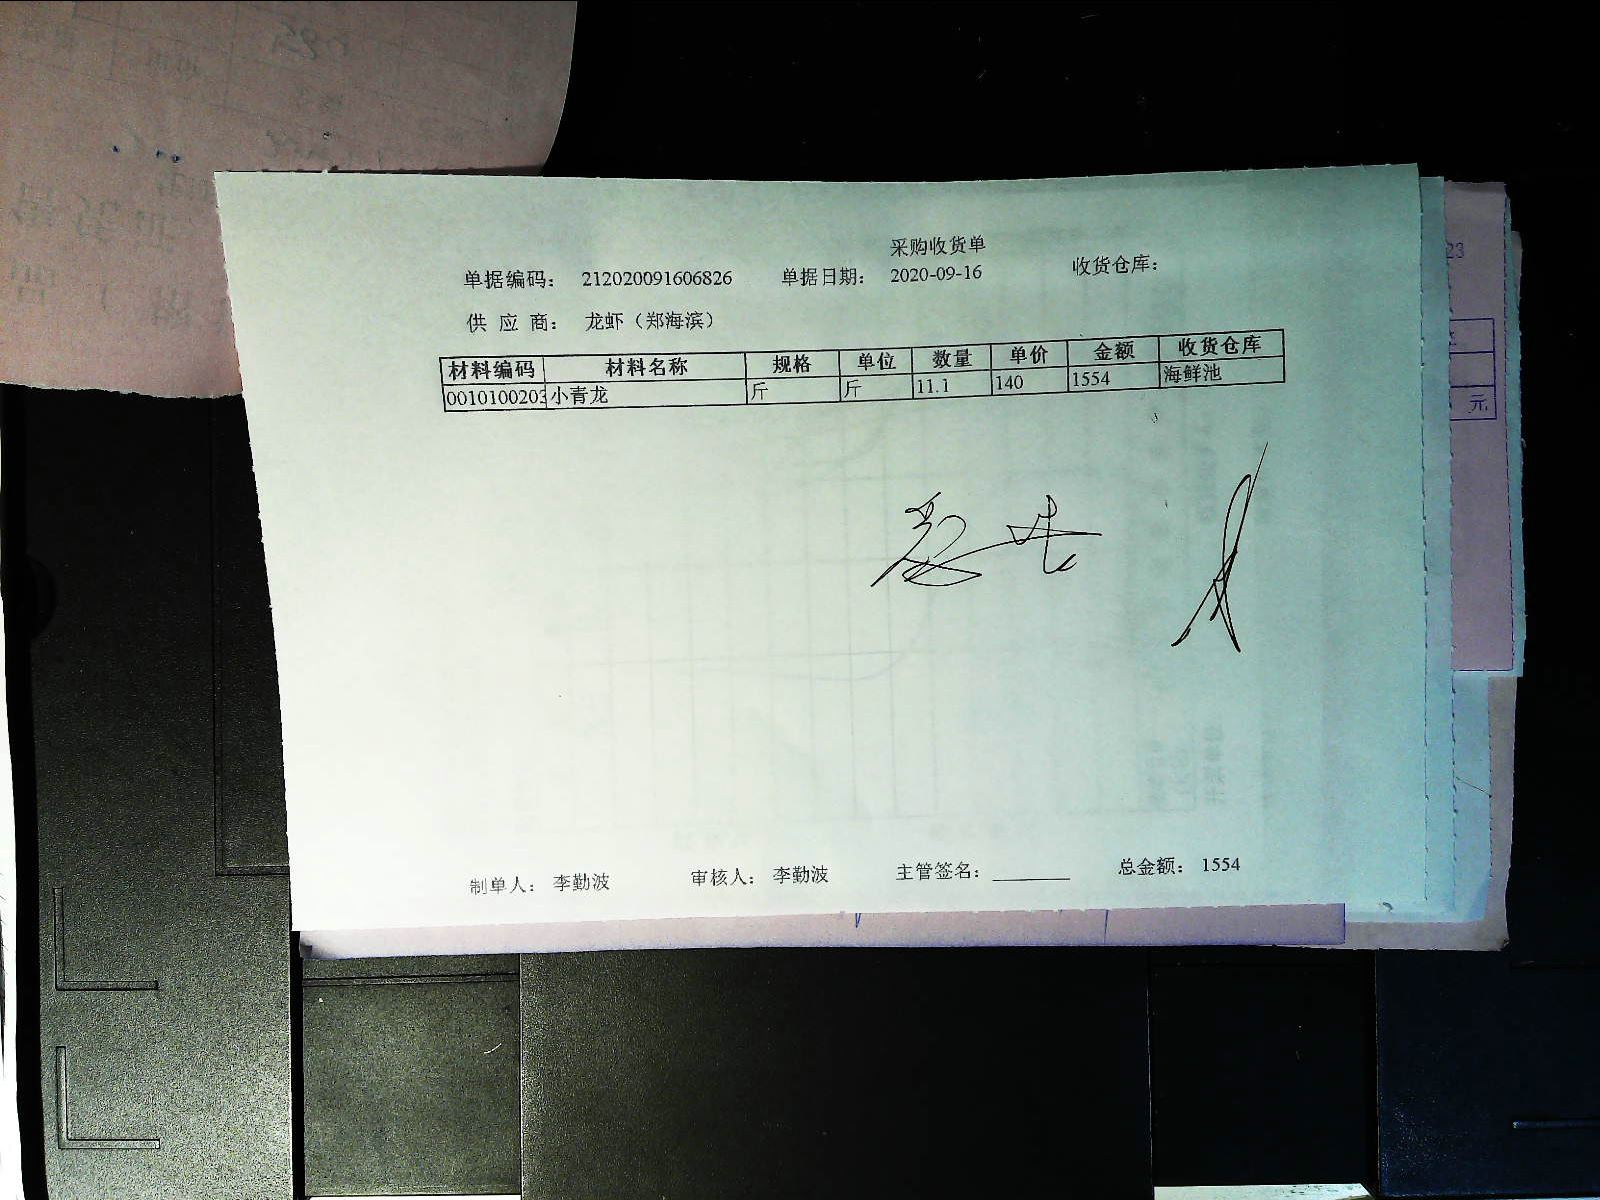 采购收货单
单据编码： 212020091606826 单据日期： 2020-09-16 收货仓库：
供 应 商： 龙虾（郑海滨）
材料编码 材料名称 规格 单位 数量 单价 金额 收货仓库
0010100203 小青龙 斤 斤 11.1 140 1554 海鲜池
制单人： 李勤波 审核人： 李勤波 主管签名： ________ 总金额： 1554
23
元